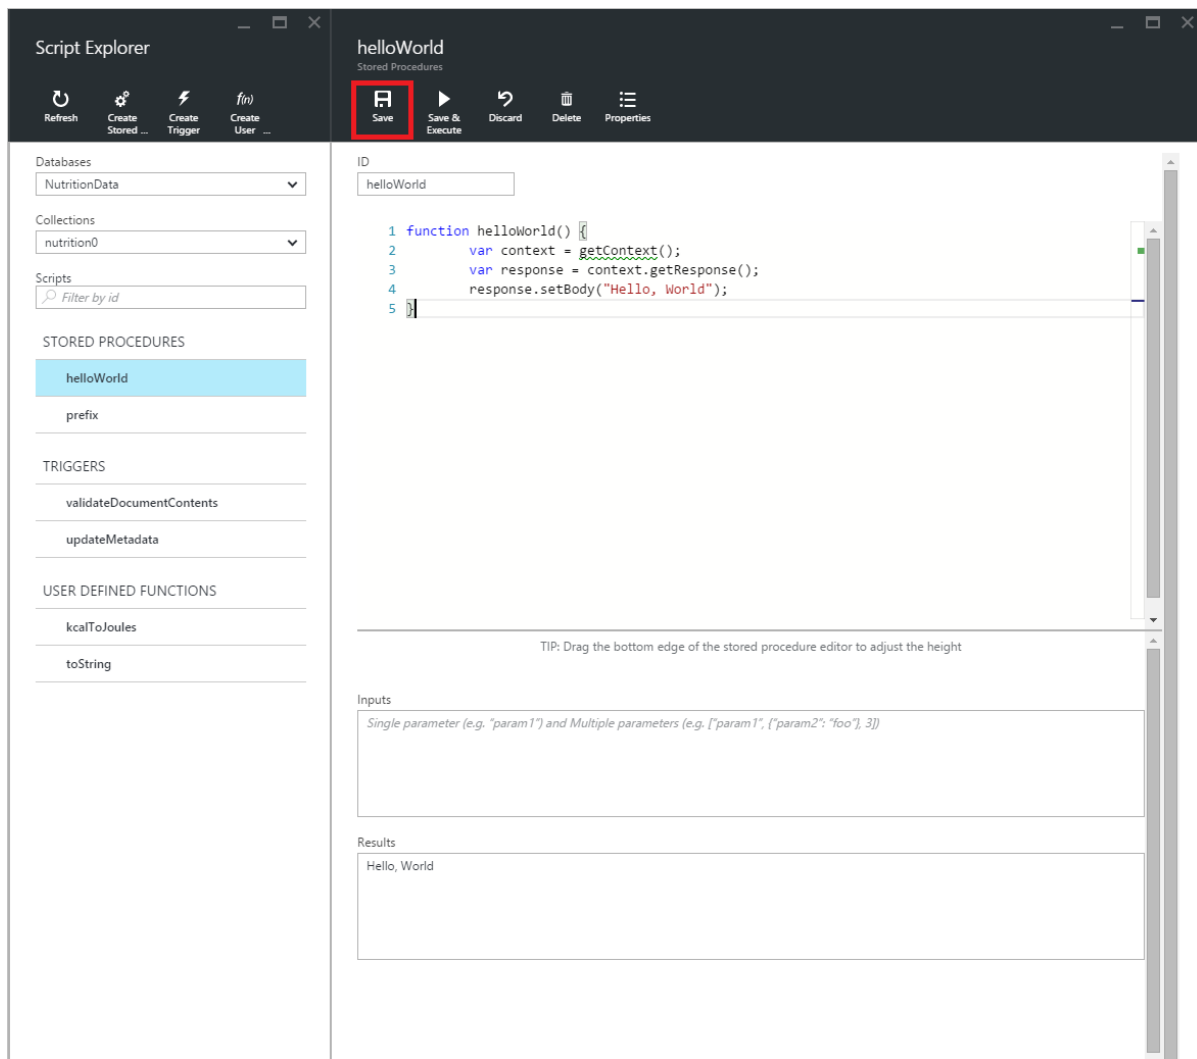 Script Explorer
Refresh
Create Stored ...
Create Trigger
Create User ...
f(n)
Databases
NutritionData
Collections
nutrition0
Scripts
Filter by id
STORED PROCEDURES
helloWorld
prefix
TRIGGERS
validateDocumentContents
updateMetadata
USER DEFINED FUNCTIONS
kcalToJoules
toString
helloWorld
Stored Procedures
Save
Save & Execute
Discard
Delete
Properties
ID
helloWorld
1 function helloWorld() {
2 var context = getContext();
3 var response = context.getResponse();
4 response.setBody("Hello, World");
5 }
TIP: Drag the bottom edge of the stored procedure editor to adjust the height
Inputs
Single parameter (e.g. "param1") and Multiple parameters (e.g. ["param1", {"param2": "foo"}, 3])
Results
Hello, World